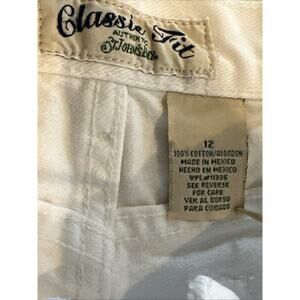 Classic Fit
AUTHENTIC
ST. JOHN'S BAY
12
100% COTTON/ALGODON
MADE IN MEXICO
HECHO EN MEXICO
WPL#11335
SEE REVERSE
FOR CARE
VER AL DORSO
PARA CUIDADO